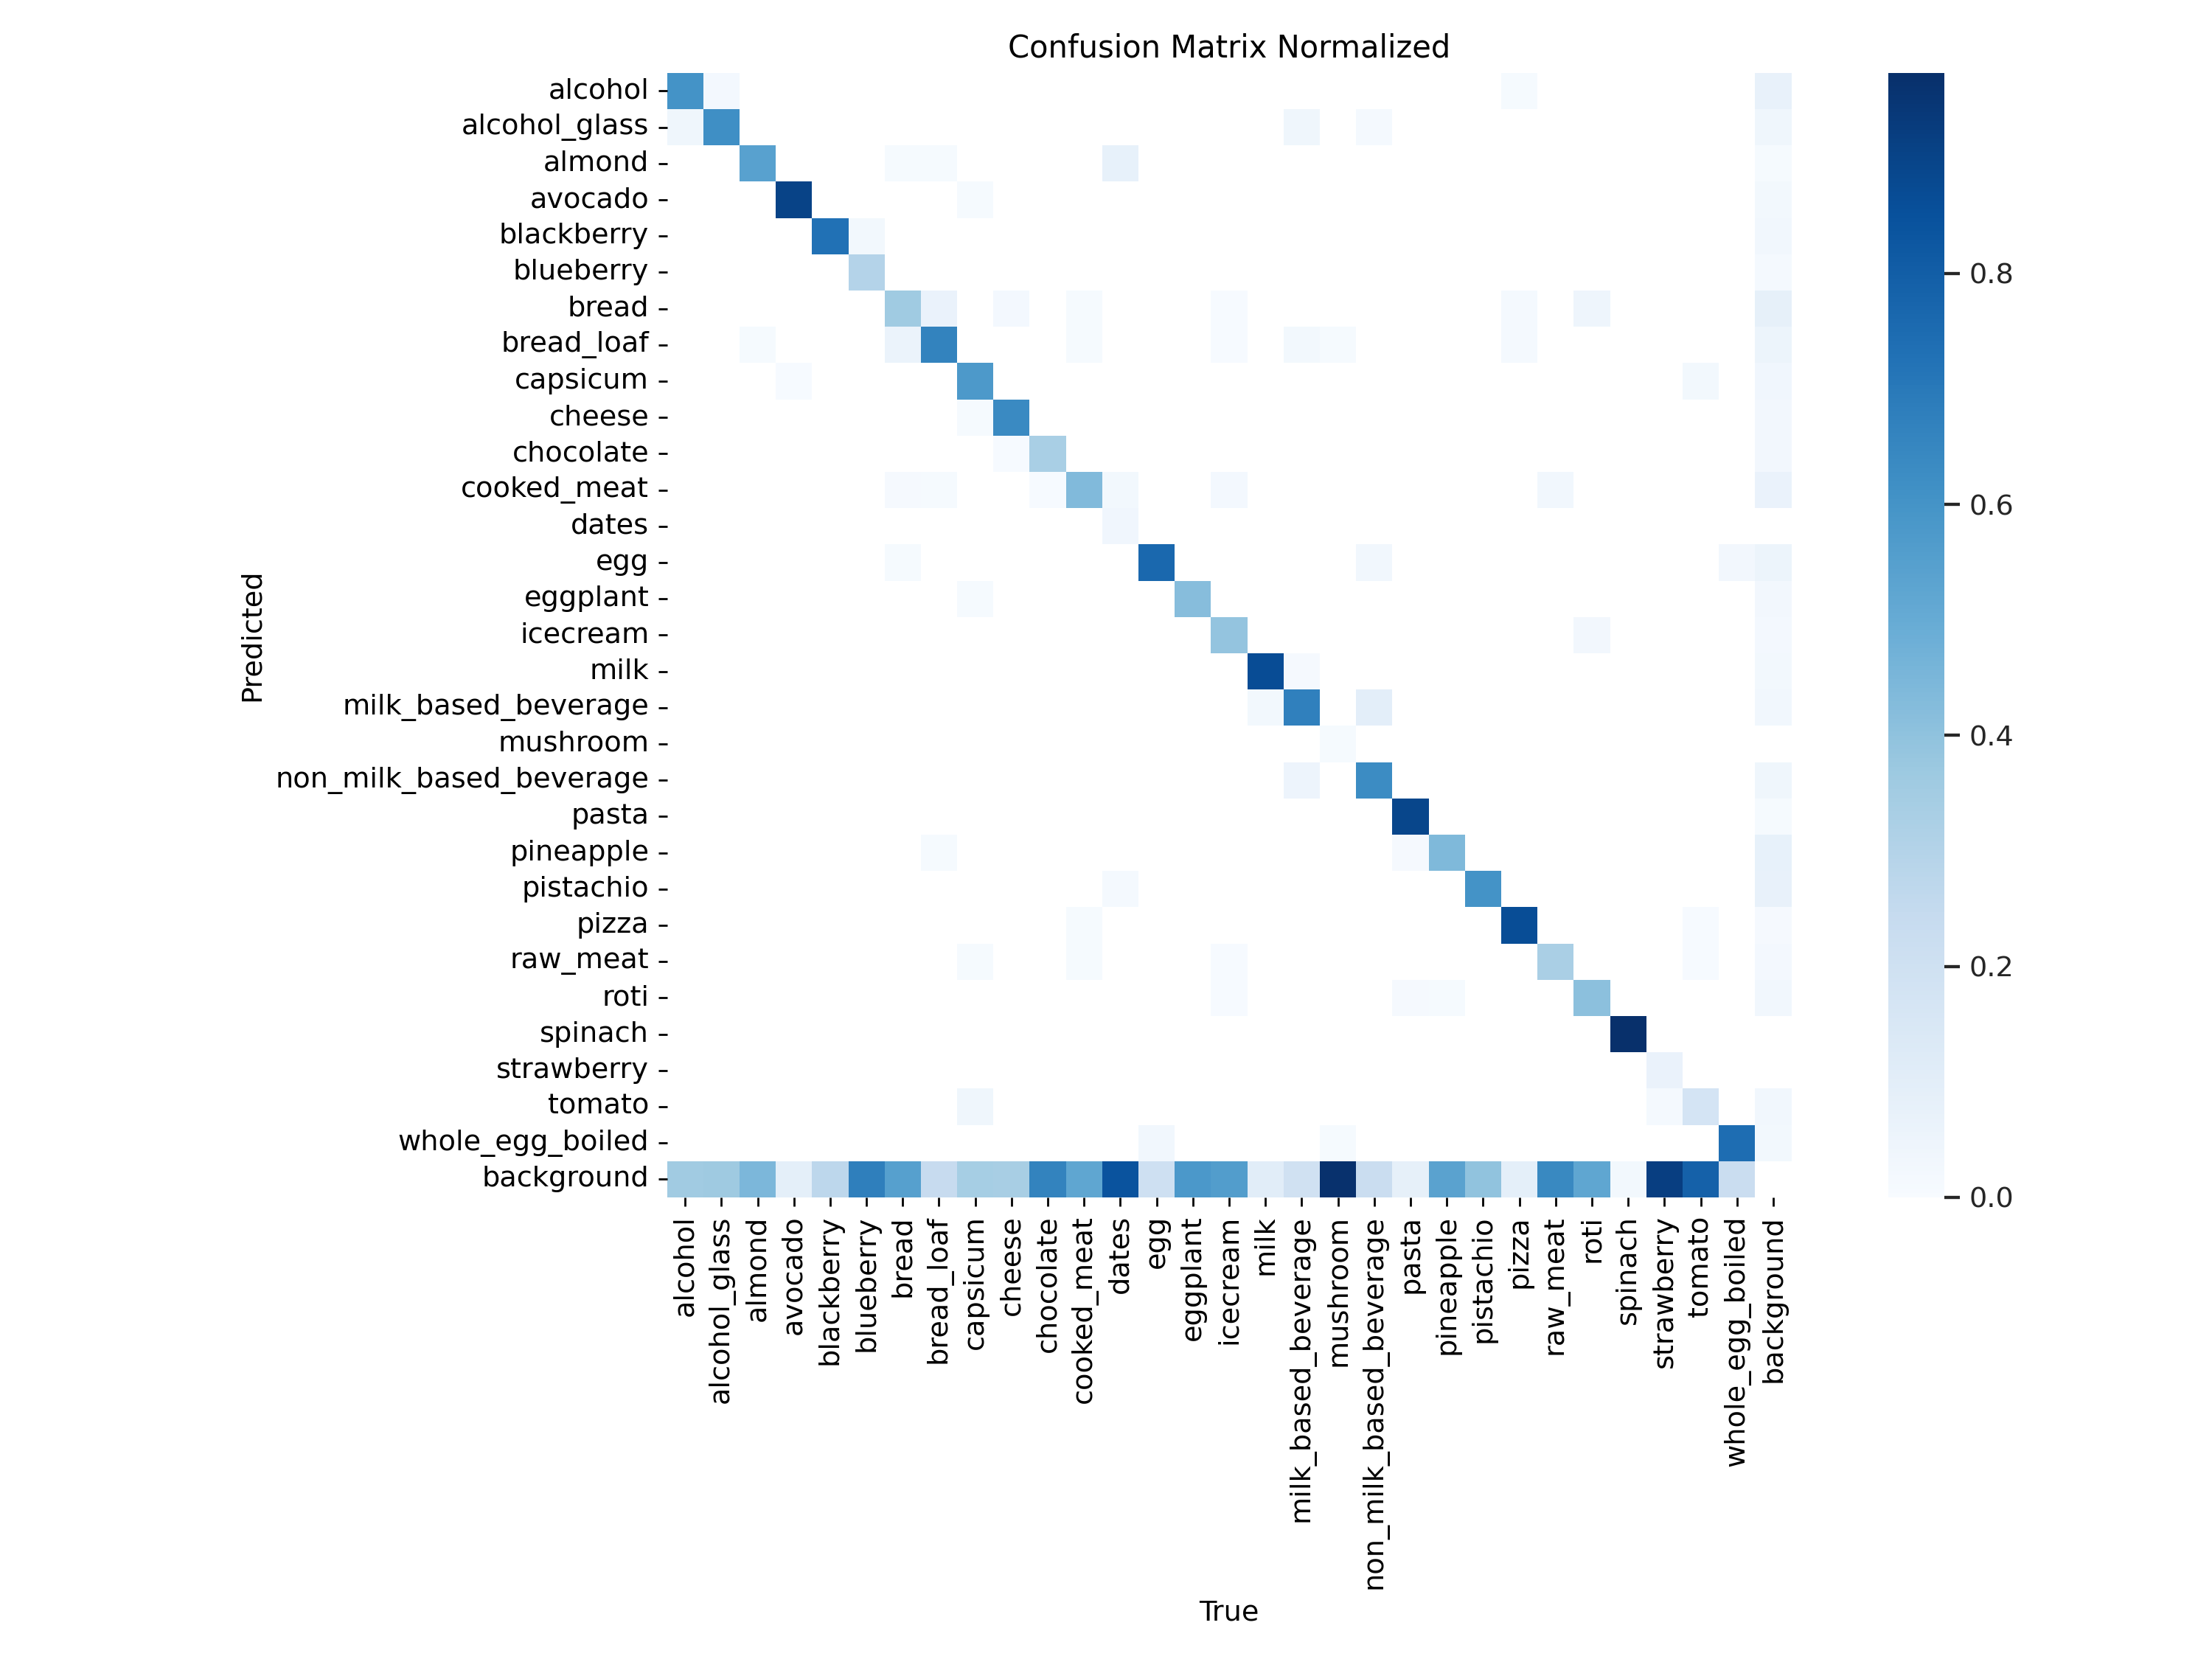 Confusion Matrix Normalized
alcohol
alcohol_glass
almond
avocado
blackberry
blueberry
bread
bread_loaf
capsicum
cheese
chocolate
cooked_meat
dates
egg
eggplant
icecream
milk
milk_based_beverage
mushroom
non_milk_based_beverage
pasta
pineapple
pistachio
pizza
raw_meat
roti
spinach
strawberry
tomato
whole_egg_boiled
background
Predicted
alcohol
alcohol_glass
almond
avocado
blackberry
blueberry
bread
bread_loaf
capsicum
cheese
chocolate
cooked_meat
dates
egg
eggplant
icecream
milk
milk_based_beverage
mushroom
non_milk_based_beverage
pasta
pineapple
pistachio
pizza
raw_meat
roti
spinach
strawberry
tomato
whole_egg_boiled
background
True
0.8
0.6
0.4
0.2
0.0